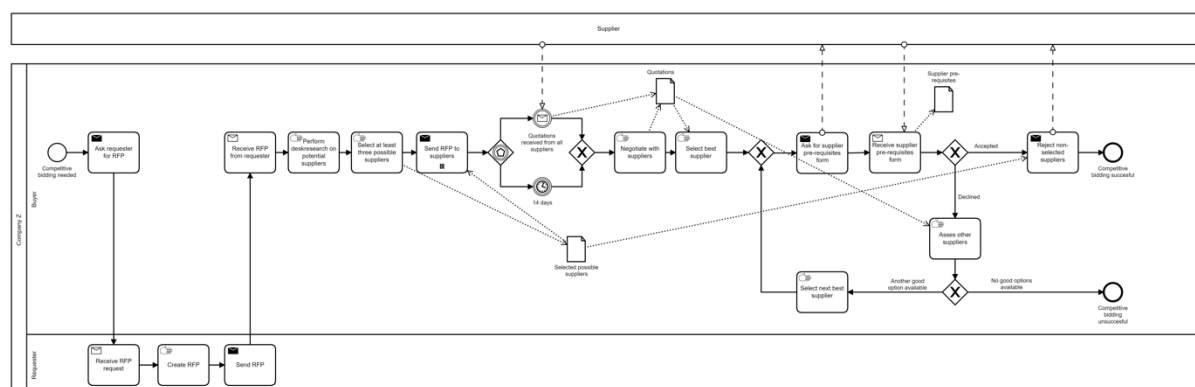 Supplier
Company Z
Buyer
Requester
Competitive
bidding needed
Ask requester
for RFP
Receive RFP
from requester
Perform
deskresearch on
potential
suppliers
Select at least
three possible
suppliers
Send RFP to
suppliers
Quotations
received from all
suppliers
14 days
Quotations
Negotiate with
suppliers
Select best
supplier
Ask for supplier
pre-requisites
form
Receive supplier
pre-requisites
form
Supplier pre-
requisites
Accepted
Declined
Reject non-
selected suppliers
Competitive
bidding succesful
Selected possible
suppliers
Asses other
suppliers
Select next best
supplier
Another good
option available
No good options
available
Competitive
bidding
unsuccesful
Receive RFP
request
Create RFP
Send RFP